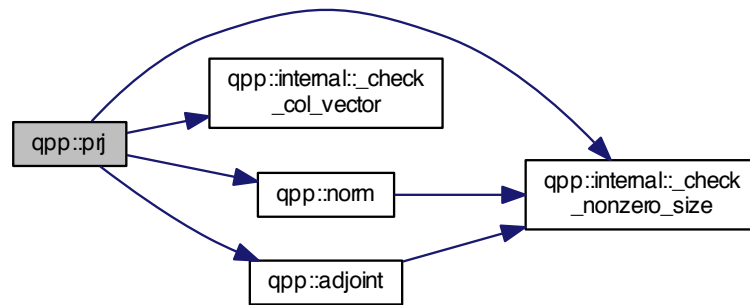 qpp::prj
qpp::internal::_check
_col_vector
qpp::norm
qpp::adjoint
qpp::internal::_check
_nonzero_size